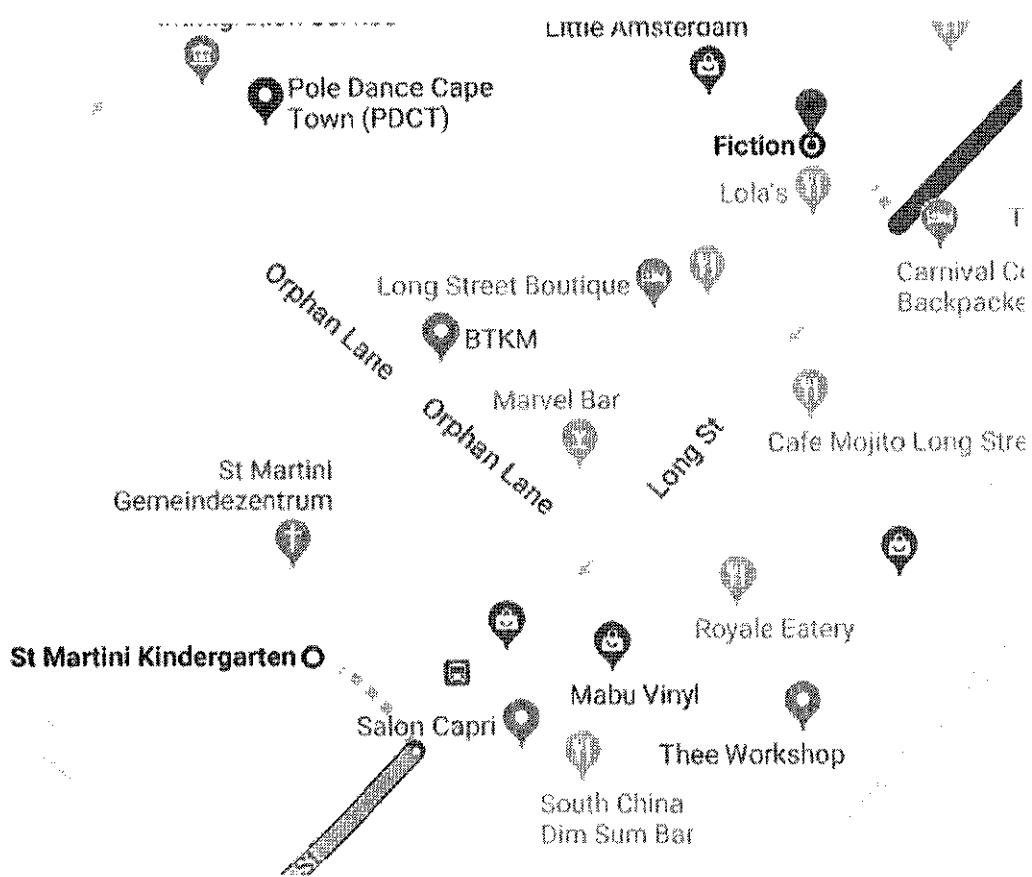 Little Amsterdam
Pole Dance Cape
Town (PDCT)
Fiction
Lola's
T
Orphan Lane
Long Street Boutique
Carnival Co
Backpacke
BTKM
Marvel Bar
Orphan Lane
Long St
Cafe Mojito Long Stre
St Martini
Gemeindezentrum
Royale Eatery
St Martini Kindergarten
Mabu Vinyl
Salon Capri
Thee Workshop
South China
Dim Sum Bar
St